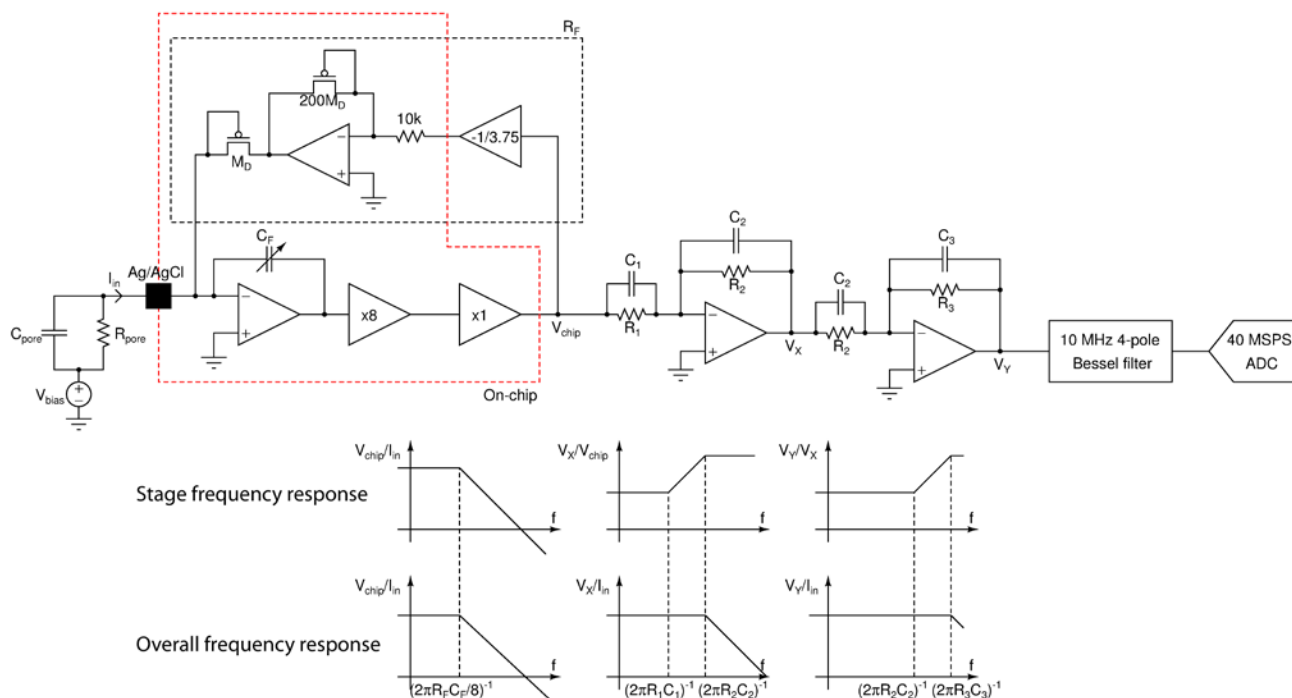 R_F
200M_D
10k
-1/3.75
M_D
−
+
C_F
Ag/AgCl
I_in
C_pore
R_pore
V_bias
+
−
−
+
x8
x1
V_chip
On-chip
C_1
R_1
C_2
R_2
−
+
V_X
C_2
R_2
C_3
R_3
−
+
V_Y
10 MHz 4-pole
Bessel filter
40 MSPS
ADC
Stage frequency response
V_chip/I_in
f
V_X/V_chip
f
V_Y/V_X
f
Overall frequency response
V_chip/I_in
f
(2πR_FC_F/8)^-1
V_X/I_in
f
(2πR_1C_1)^-1
(2πR_2C_2)^-1
V_Y/I_in
f
(2πR_2C_2)^-1
(2πR_3C_3)^-1